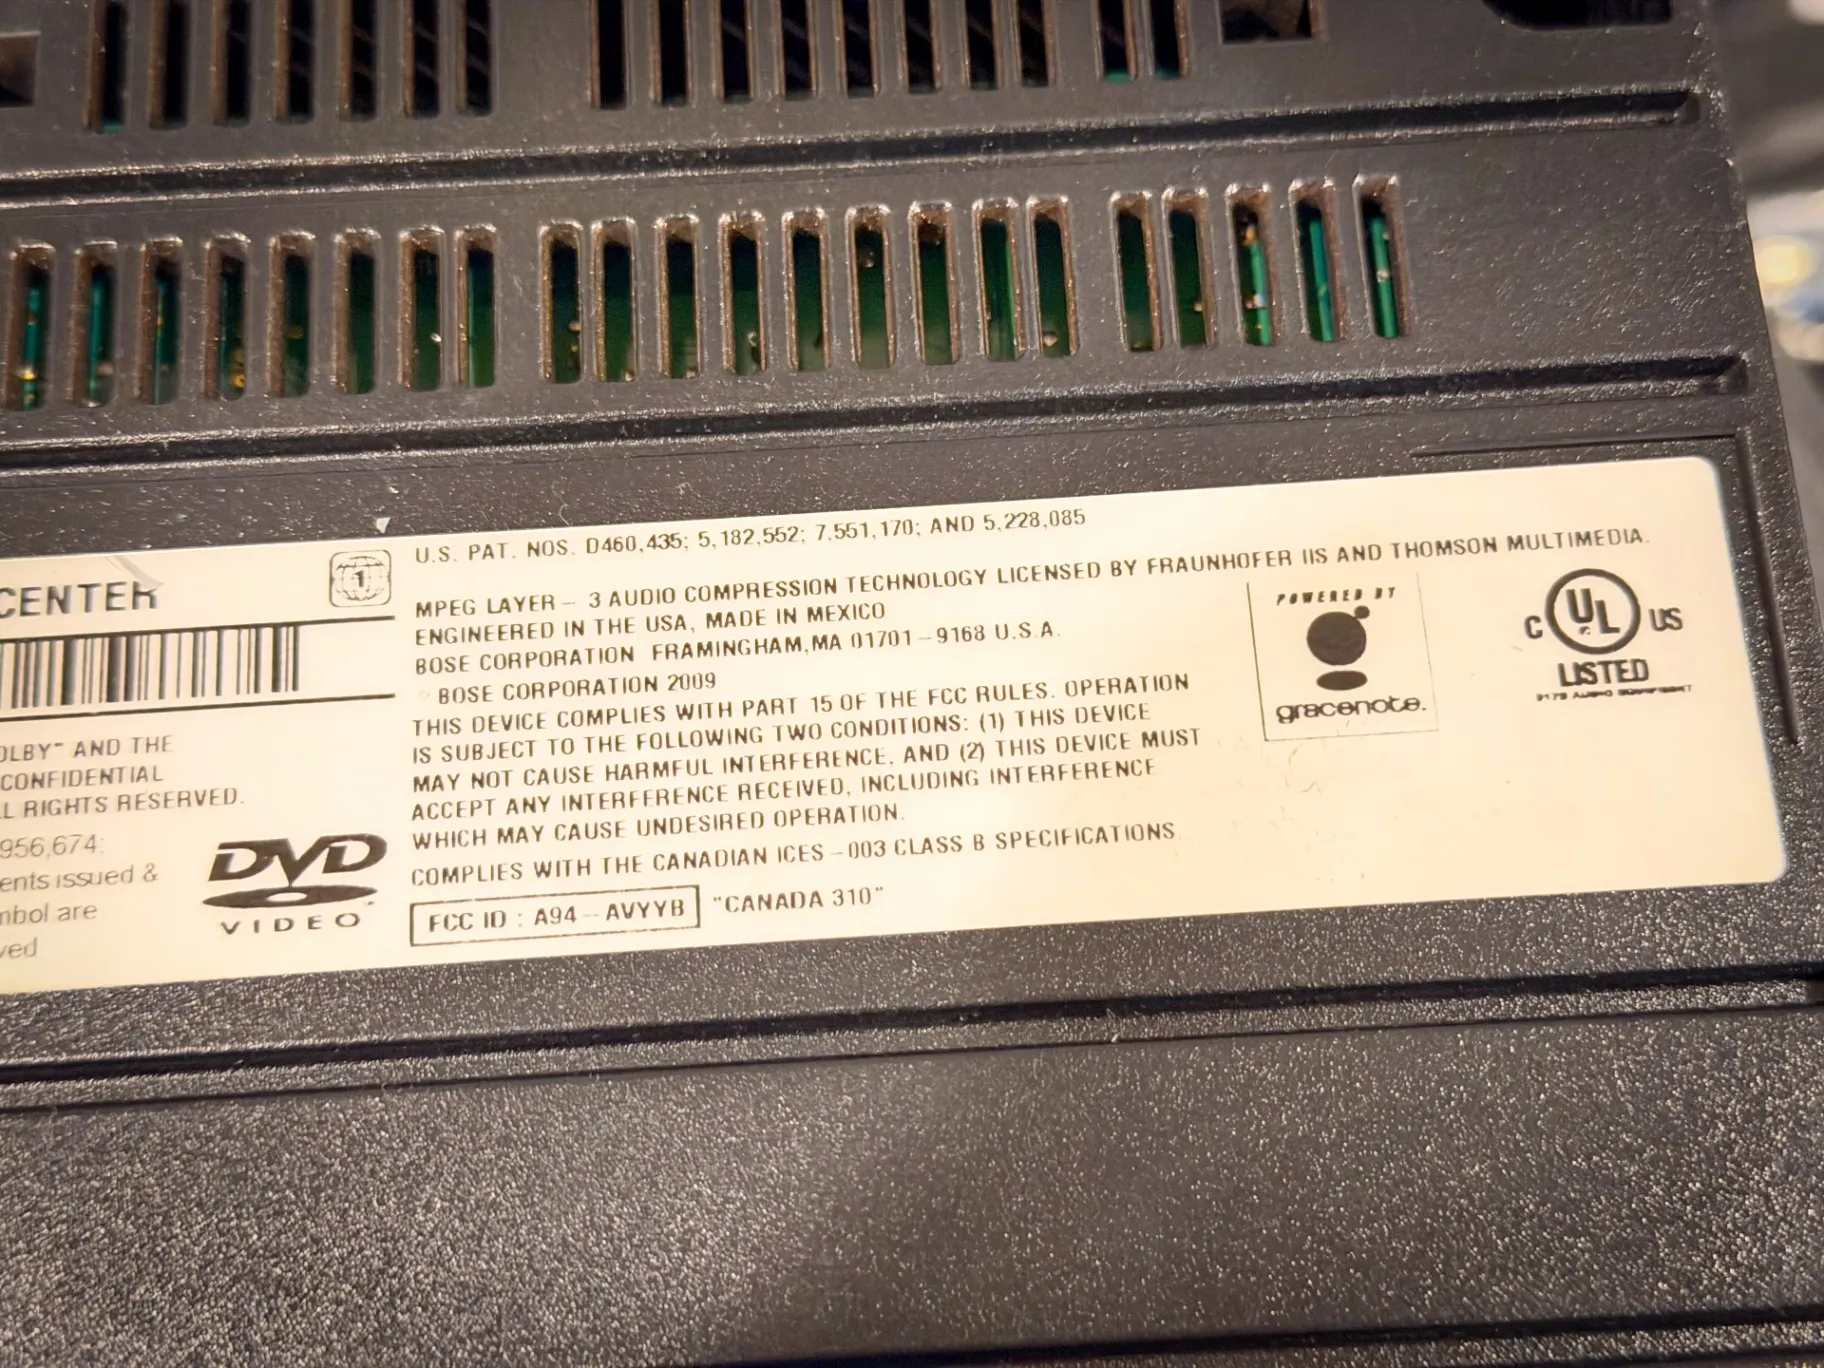 CENTER
1
OLBY™ AND THE
CONFIDENTIAL
RIGHTS RESERVED.
956,674;
issued &
are
U.S. PAT. NOS. D460,435; 5,182,552; 7,551,170; AND 5,228,085
MPEG LAYER – 3 AUDIO COMPRESSION TECHNOLOGY LICENSED BY FRAUNHOFER IIS AND THOMSON MULTIMEDIA.
ENGINEERED IN THE USA, MADE IN MEXICO
BOSE CORPORATION FRAMINGHAM,MA 01701 – 9168 U.S.A.
BOSE CORPORATION 2009
THIS DEVICE COMPLIES WITH PART 15 OF THE FCC RULES. OPERATION
IS SUBJECT TO THE FOLLOWING TWO CONDITIONS: (1) THIS DEVICE
MAY NOT CAUSE HARMFUL INTERFERENCE, AND (2) THIS DEVICE MUST
ACCEPT ANY INTERFERENCE RECEIVED, INCLUDING INTERFERENCE
WHICH MAY CAUSE UNDESIRED OPERATION.
COMPLIES WITH THE CANADIAN ICES – 003 CLASS B SPECIFICATIONS.
FCC ID : A94 – AVYYB "CANADA 310"
DVD
VIDEO™
POWERED BY
gracenote.
C UL US
LISTED